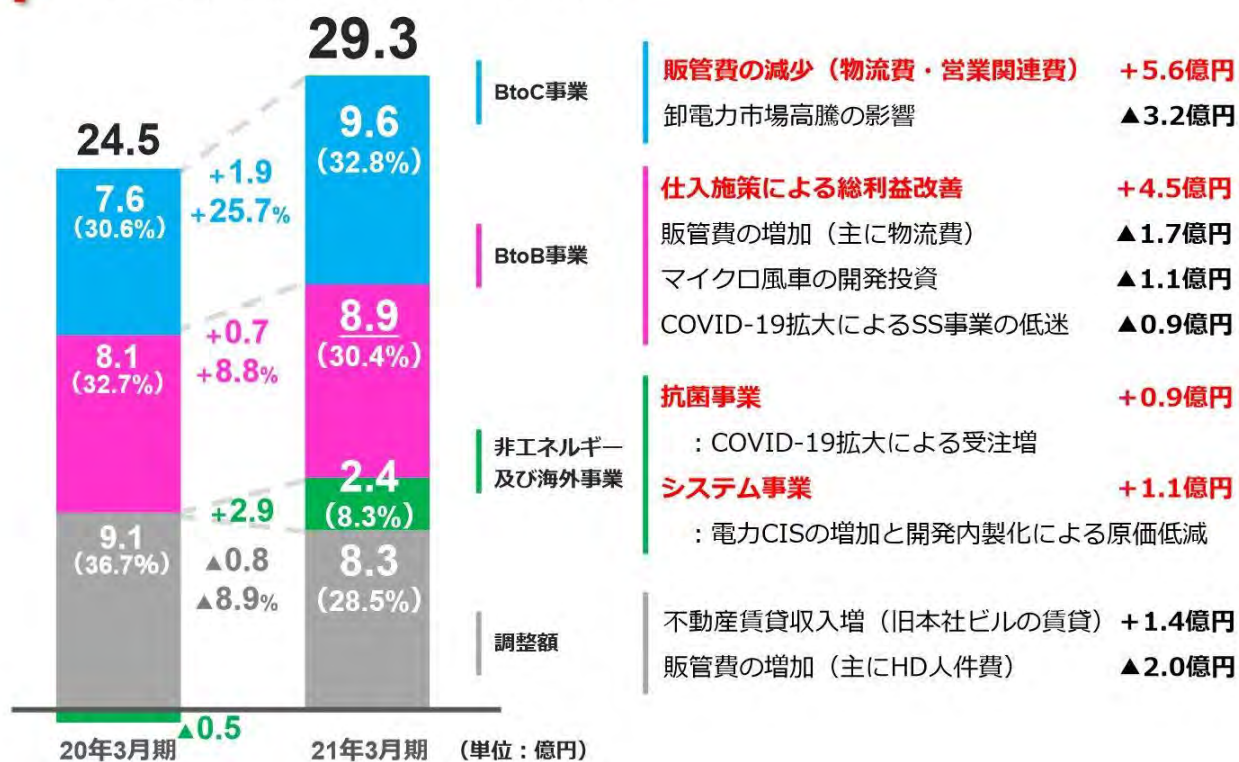 29.3
24.5
7.6
(30.6%)
+1.9
+25.7%
9.6
(32.8%)
8.1
(32.7%)
+0.7
+8.8%
8.9
(30.4%)
+2.9
2.4
(8.3%)
9.1
(36.7%)
▲0.8
▲8.9%
8.3
(28.5%)
▲0.5
20年3月期
21年3月期
(単位：億円)
BtoC事業
販管費の減少（物流費・営業関連費） +5.6億円
卸電力市場高騰の影響 ▲3.2億円
BtoB事業
仕入施策による総利益改善 +4.5億円
販管費の増加（主に物流費） ▲1.7億円
マイクロ風車の開発投資 ▲1.1億円
COVID-19拡大によるSS事業の低迷 ▲0.9億円
非エネルギー
及び海外事業
抗菌事業 +0.9億円
：COVID-19拡大による受注増
システム事業 +1.1億円
：電力CISの増加と開発内製化による原価低減
調整額
不動産賃貸収入増（旧本社ビルの賃貸） +1.4億円
販管費の増加（主にHD人件費） ▲2.0億円